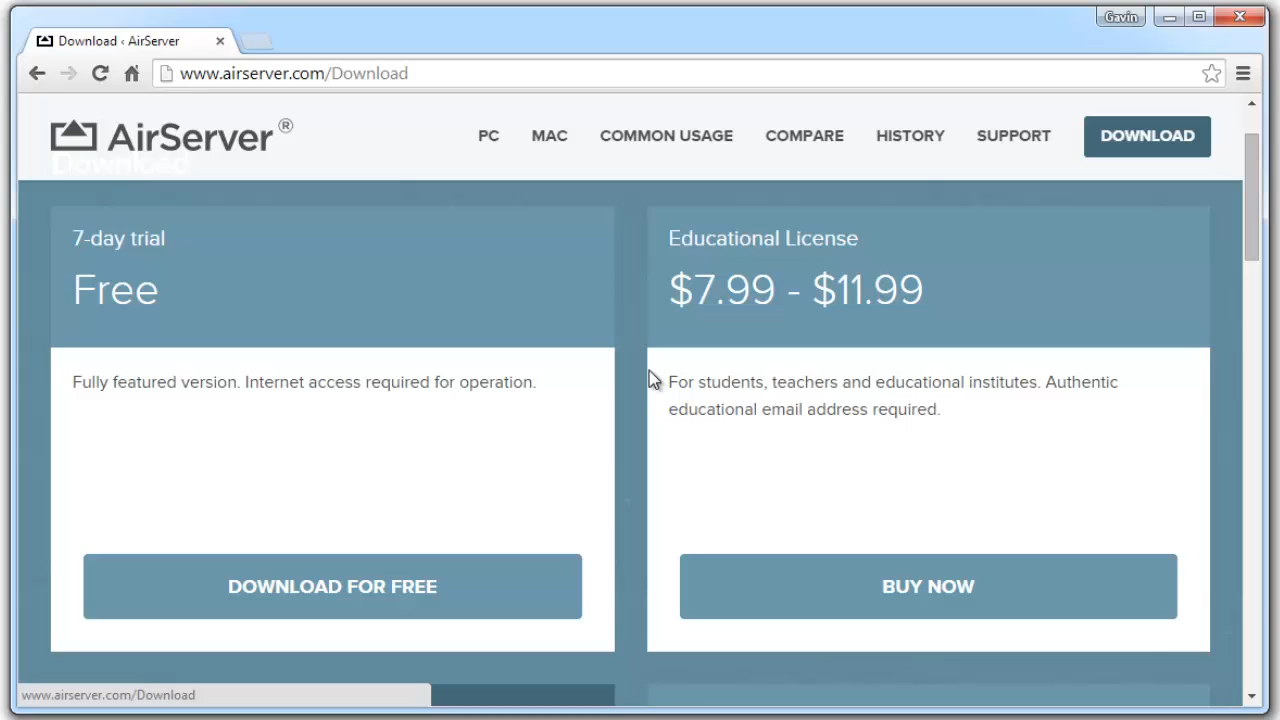 Gavin
Download ‹ AirServer
www.airserver.com/Download
AirServer®
PC MAC COMMON USAGE COMPARE HISTORY SUPPORT DOWNLOAD
Download
7-day trial
Free
Fully featured version. Internet access required for operation.
DOWNLOAD FOR FREE
Educational License
$7.99 - $11.99
For students, teachers and educational institutes. Authentic
educational email address required.
BUY NOW
www.airserver.com/Download